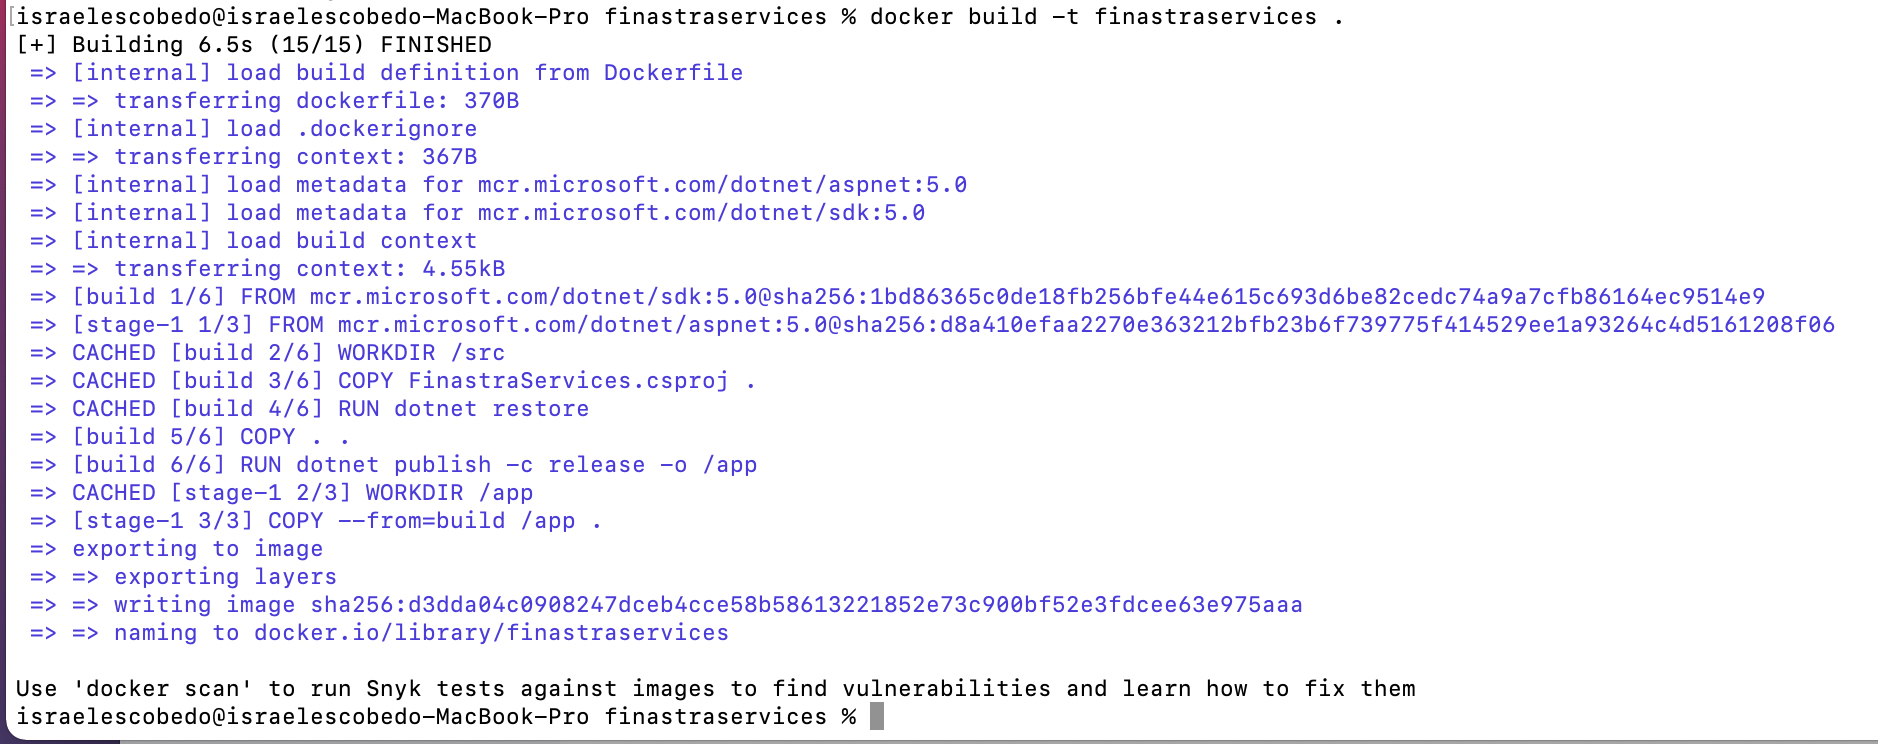 [israelescobedo@israelescobedo-MacBook-Pro finastraservices % docker build -t finastraservices .
[+] Building 6.5s (15/15) FINISHED
=> [internal] load build definition from Dockerfile
=> => transferring dockerfile: 370B
=> [internal] load .dockerignore
=> => transferring context: 367B
=> [internal] load metadata for mcr.microsoft.com/dotnet/aspnet:5.0
=> [internal] load metadata for mcr.microsoft.com/dotnet/sdk:5.0
=> [internal] load build context
=> => transferring context: 4.55kB
=> [build 1/6] FROM mcr.microsoft.com/dotnet/sdk:5.0@sha256:1bd86365c0de18fb256bfe44e615c693d6be82cedc74a9a7cfb86164ec9514e9
=> [stage-1 1/3] FROM mcr.microsoft.com/dotnet/aspnet:5.0@sha256:d8a410efaa2270e363212bfb23b6f739775f414529ee1a93264c4d5161208f06
=> CACHED [build 2/6] WORKDIR /src
=> CACHED [build 3/6] COPY FinastraServices.csproj .
=> CACHED [build 4/6] RUN dotnet restore
=> [build 5/6] COPY . .
=> [build 6/6] RUN dotnet publish -c release -o /app
=> CACHED [stage-1 2/3] WORKDIR /app
=> [stage-1 3/3] COPY --from=build /app .
=> exporting to image
=> => exporting layers
=> => writing image sha256:d3dda04c0908247dceb4cce58b58613221852e73c900bf52e3fdcee63e975aaa
=> => naming to docker.io/library/finastraservices
Use 'docker scan' to run Snyk tests against images to find vulnerabilities and learn how to fix them
israelescobedo@israelescobedo-MacBook-Pro finastraservices %